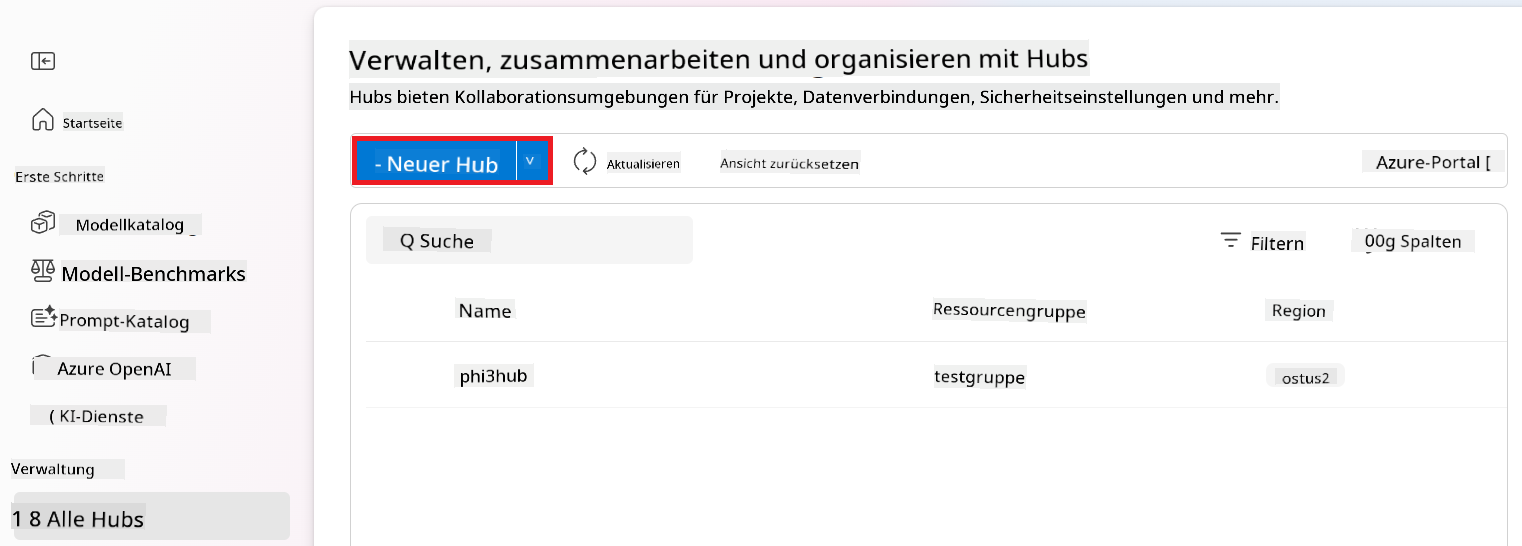 Startseite
Erste Schritte
Modellkatalog
Modell-Benchmarks
Prompt-Katalog
Azure OpenAI
( KI-Dienste
Verwaltung
1 8 Alle Hubs
Verwalten, zusammenarbeiten und organisieren mit Hubs
Hubs bieten Kollaborationsumgebungen für Projekte, Datenverbindungen, Sicherheitseinstellungen und mehr.
- Neuer Hub v Aktualisieren Ansicht zurücksetzen Azure-Portal [
Q Suche Filtern 00g Spalten
Name Ressourcengruppe Region
phi3hub testgruppe ostus2